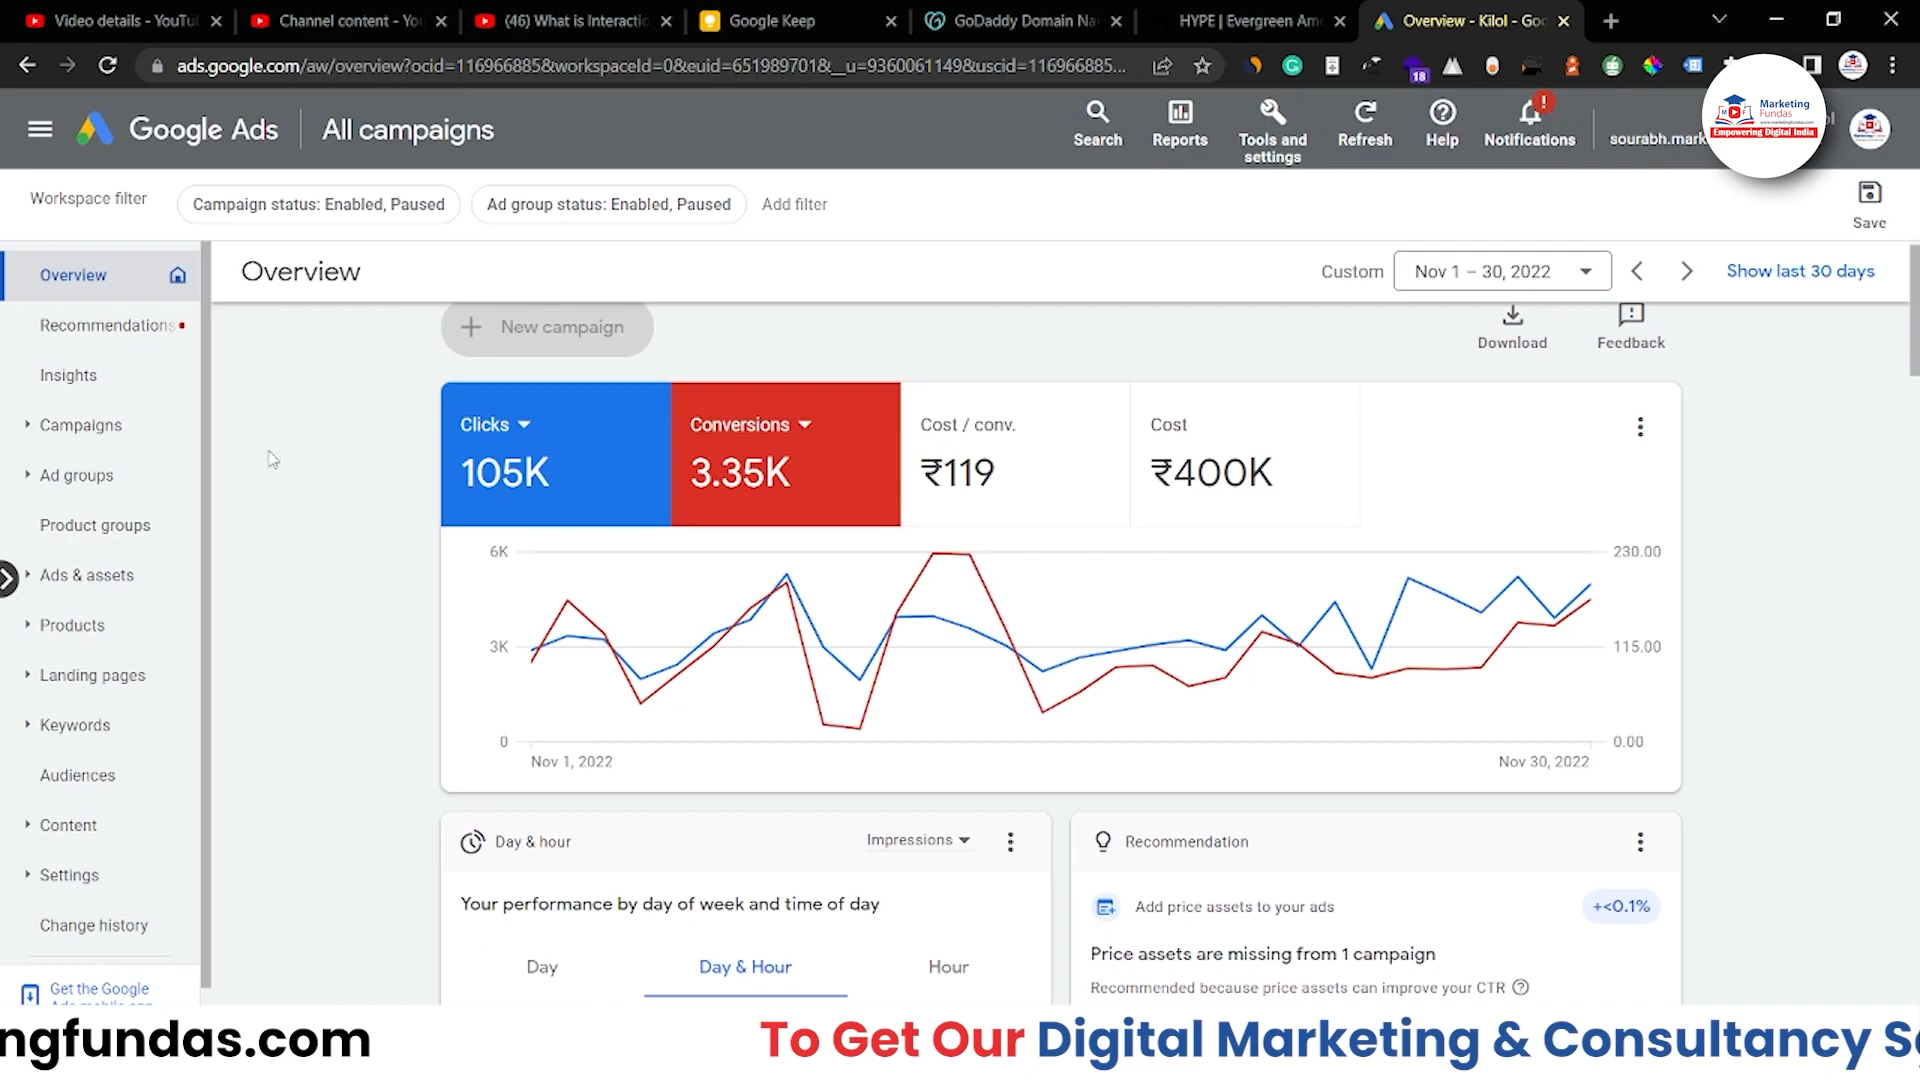 Video details - YouTu
Channel content - You
(46) What is Interactio
Google Keep
GoDaddy Domain Na
HYPE | Evergreen Ame
Overview - Kilol - Goo
ads.google.com/aw/overview?ocid=116966885&workspaceId=0&euid=651989701&__u=9360061149&uscid=116966885...
18
Google Ads
All campaigns
Search
Reports
Tools and
settings
Refresh
Help
Notifications
sourabh.mark
Marketing
Fundas
www.marketingfundas.com
Empowering Digital India
Workspace filter
Campaign status: Enabled, Paused
Ad group status: Enabled, Paused
Add filter
Save
Overview
Recommendations
Insights
Campaigns
Ad groups
Product groups
Ads & assets
Products
Landing pages
Keywords
Audiences
Content
Settings
Change history
Get the Google
Overview
Custom
Nov 1 – 30, 2022
Show last 30 days
New campaign
Download
Feedback
Clicks
105K
Conversions
3.35K
Cost / conv.
₹119
Cost
₹400K
6K
3K
0
230.00
115.00
0.00
Nov 1, 2022
Nov 30, 2022
Day & hour
Impressions
Your performance by day of week and time of day
Day
Day & Hour
Hour
Recommendation
Add price assets to your ads
+<0.1%
Price assets are missing from 1 campaign
Recommended because price assets can improve your CTR
ngfundas.com
To Get Our Digital Marketing & Consultancy Se